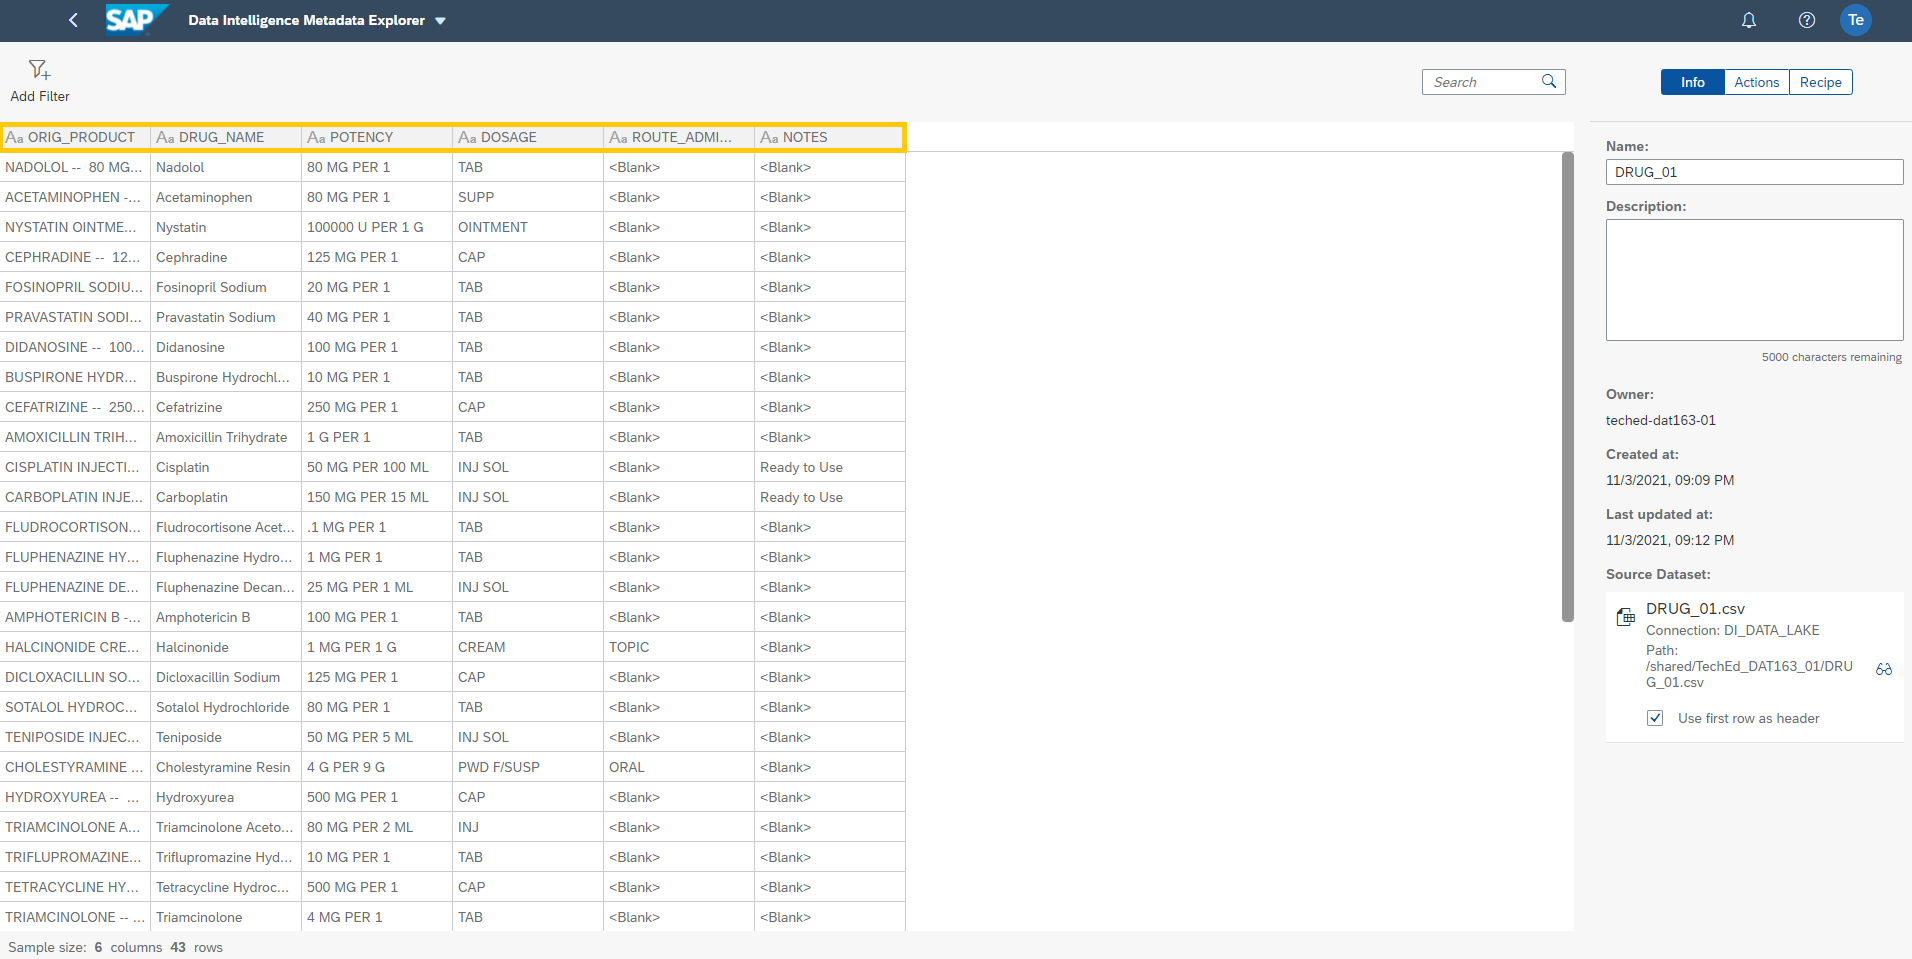 SAP Data Intelligence Metadata Explorer Te
Add Filter Search Info Actions Recipe
Aa ORIG_PRODUCT Aa DRUG_NAME Aa POTENCY Aa DOSAGE Aa ROUTE_ADMI... Aa NOTES
NADOLOL -- 80 MG... Nadolol 80 MG PER 1 TAB <Blank> <Blank>
ACETAMINOPHEN -... Acetaminophen 80 MG PER 1 SUPP <Blank> <Blank>
NYSTATIN OINTME... Nystatin 100000 U PER 1 G OINTMENT <Blank> <Blank>
CEPHRADINE -- 12... Cephradine 125 MG PER 1 CAP <Blank> <Blank>
FOSINOPRIL SODIU... Fosinopril Sodium 20 MG PER 1 TAB <Blank> <Blank>
PRAVASTATIN SODI... Pravastatin Sodium 40 MG PER 1 TAB <Blank> <Blank>
DIDANOSINE -- 100... Didanosine 100 MG PER 1 TAB <Blank> <Blank>
BUSPIRONE HYDR... Buspirone Hydrochl... 10 MG PER 1 TAB <Blank> <Blank>
CEFATRIZINE -- 250... Cefatrizine 250 MG PER 1 CAP <Blank> <Blank>
AMOXICILLIN TRIH... Amoxicillin Trihydrate 1 G PER 1 TAB <Blank> <Blank>
CISPLATIN INJECTI... Cisplatin 50 MG PER 100 ML INJ SOL <Blank> Ready to Use
CARBOPLATIN INJE... Carboplatin 150 MG PER 15 ML INJ SOL <Blank> Ready to Use
FLUDROCORTISON... Fludrocortisone Acet... .1 MG PER 1 TAB <Blank> <Blank>
FLUPHENAZINE HY... Fluphenazine Hydro... 1 MG PER 1 TAB <Blank> <Blank>
FLUPHENAZINE DE... Fluphenazine Decan... 25 MG PER 1 ML INJ SOL <Blank> <Blank>
AMPHOTERICIN B -... Amphotericin B 100 MG PER 1 TAB <Blank> <Blank>
HALCINONIDE CRE... Halcinonide 1 MG PER 1 G CREAM TOPIC <Blank>
DICLOXACILLIN SO... Dicloxacillin Sodium 125 MG PER 1 CAP <Blank> <Blank>
SOTALOL HYDROC... Sotalol Hydrochloride 80 MG PER 1 TAB <Blank> <Blank>
TENIPOSIDE INJEC... Teniposide 50 MG PER 5 ML INJ SOL <Blank> <Blank>
CHOLESTYRAMINE ... Cholestyramine Resin 4 G PER 9 G PWD F/SUSP ORAL <Blank>
HYDROXYUREA -- ... Hydroxyurea 500 MG PER 1 CAP <Blank> <Blank>
TRIAMCINOLONE A... Triamcinolone Aceto... 80 MG PER 2 ML INJ <Blank> <Blank>
TRIFLUPROMAZINE... Triflupromazine Hyd... 10 MG PER 1 TAB <Blank> <Blank>
TETRACYCLINE HY... Tetracycline Hydroc... 500 MG PER 1 CAP <Blank> <Blank>
TRIAMCINOLONE -- ... Triamcinolone 4 MG PER 1 TAB <Blank> <Blank>
Sample size: 6 columns 43 rows
Name:
DRUG_01
Description:
5000 characters remaining
Owner:
teched-dat163-01
Created at:
11/3/2021, 09:09 PM
Last updated at:
11/3/2021, 09:12 PM
Source Dataset:
DRUG_01.csv
Connection: DI_DATA_LAKE
Path:
/shared/TechEd_DAT163_01/DRU
G_01.csv
Use first row as header